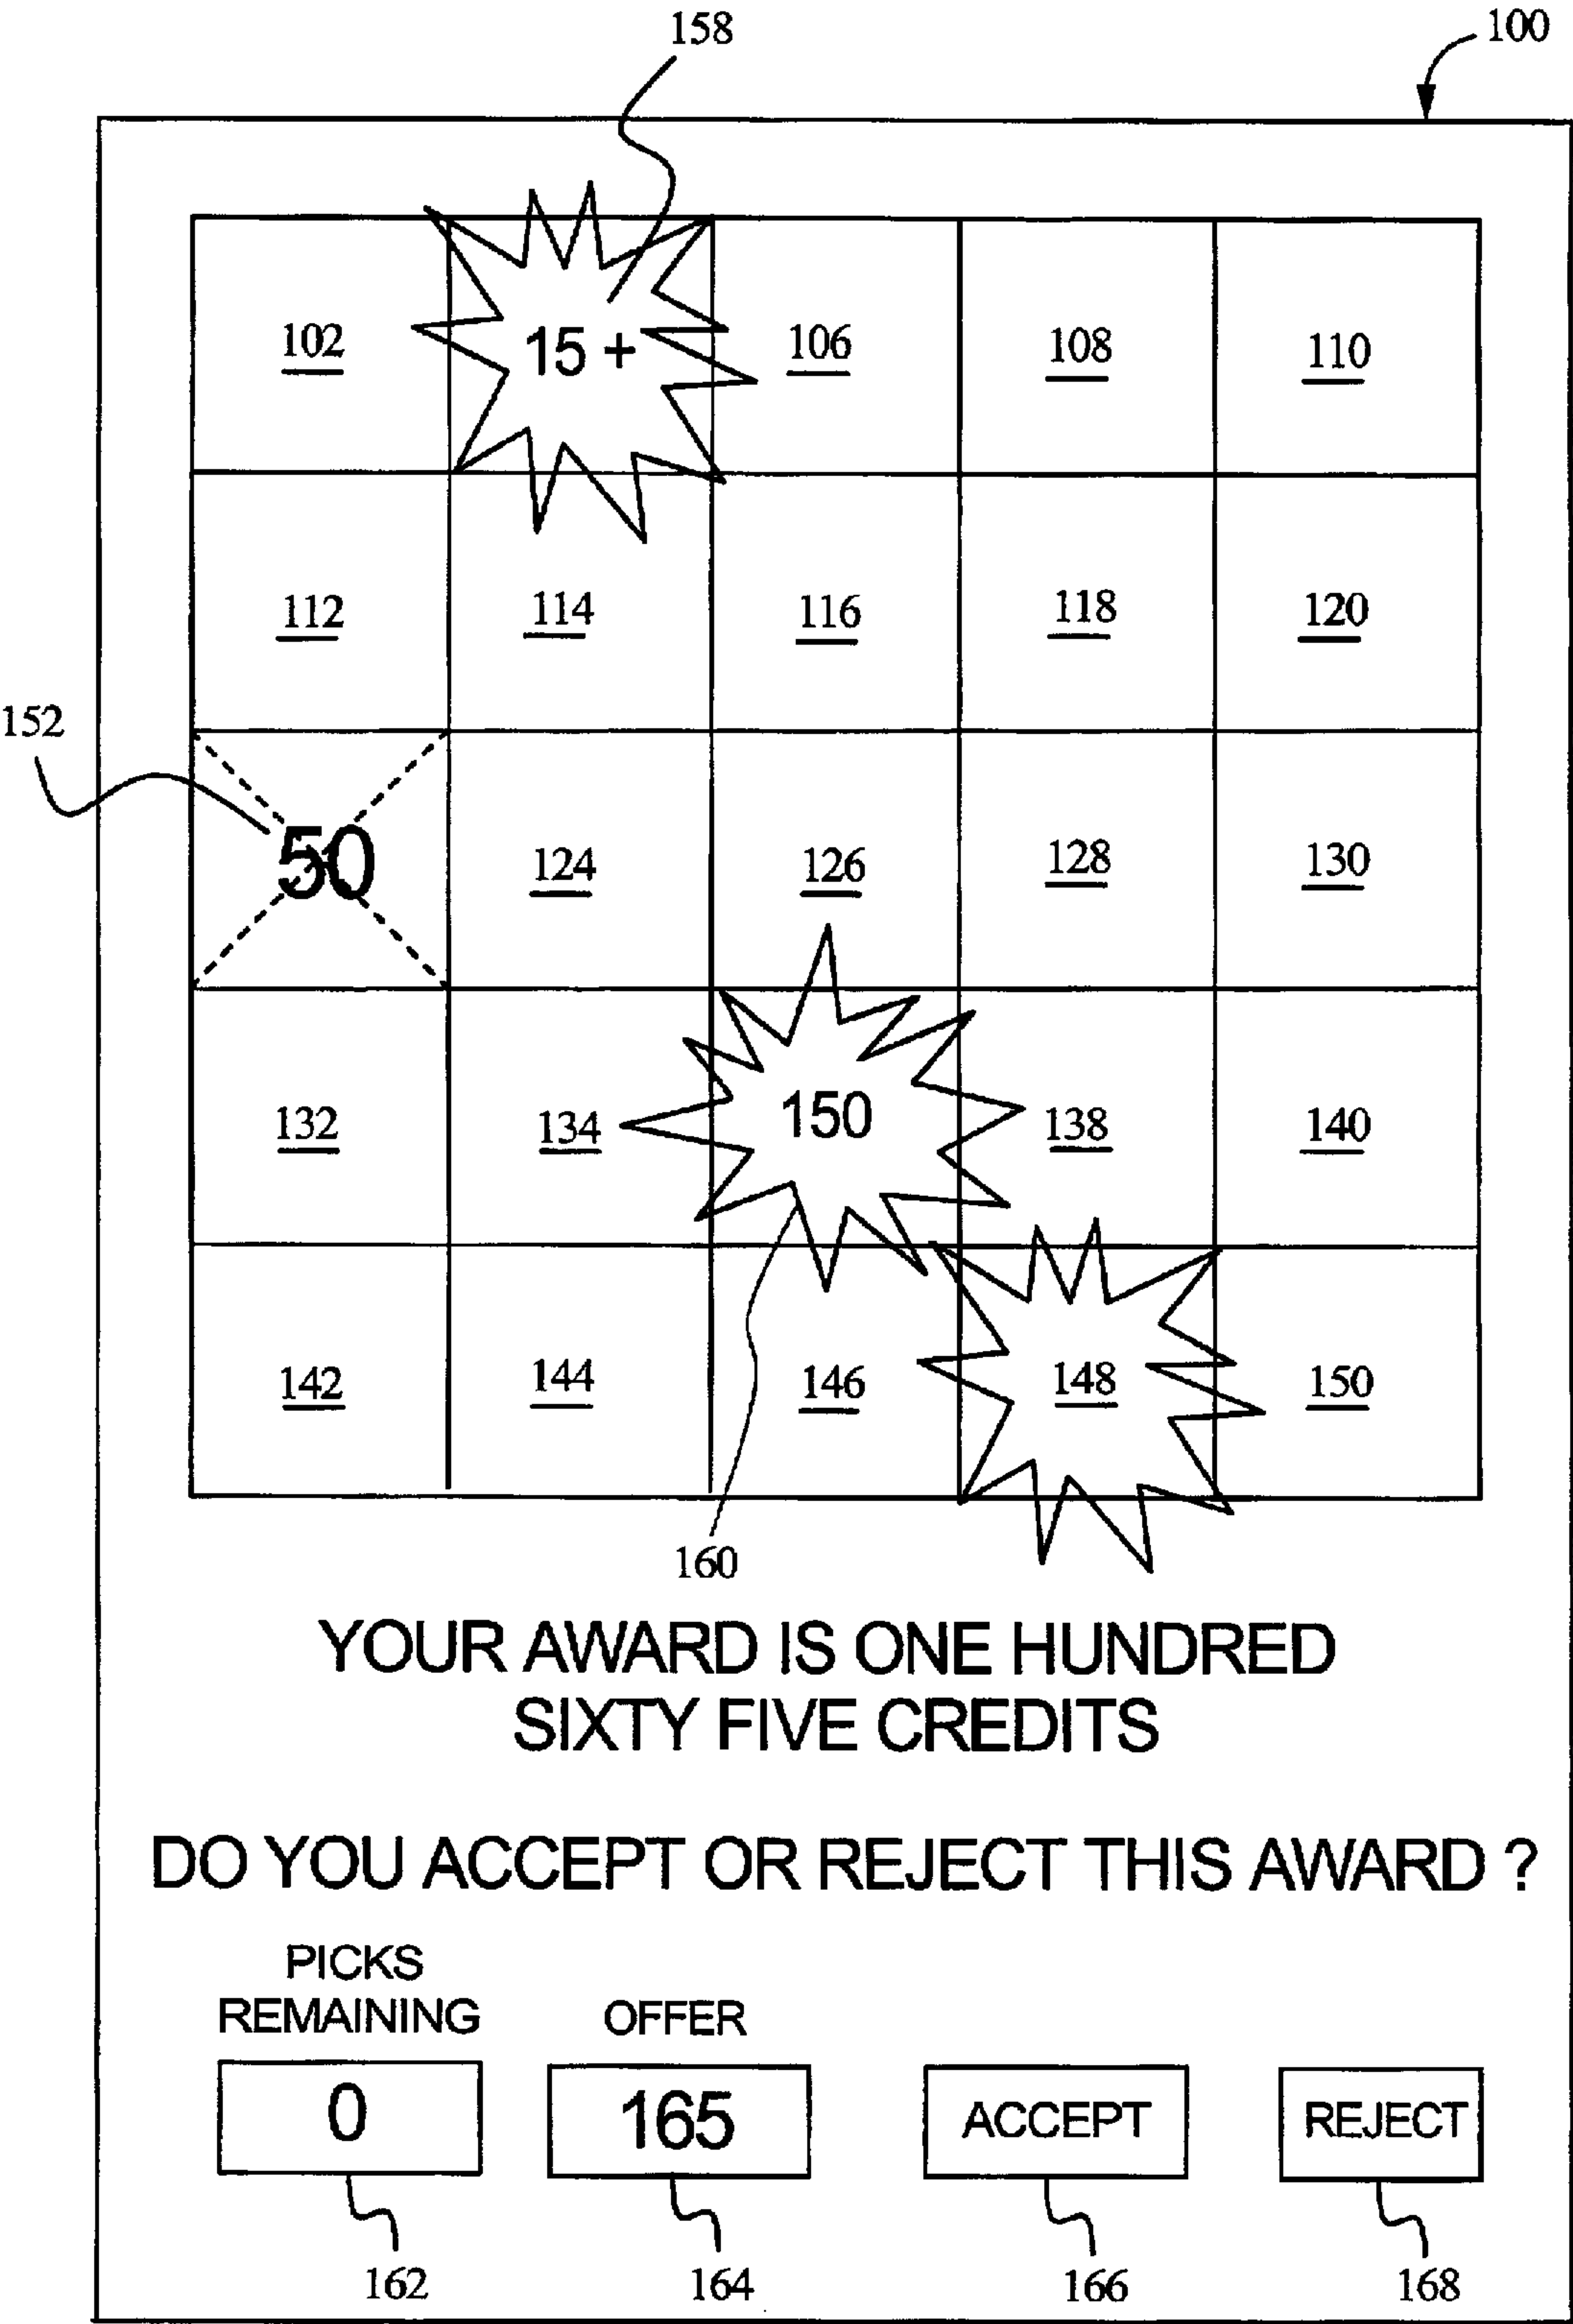 158
100
102 15 + 106 108 110
112 114 116 118 120
152
50 124 126 128 130
132 134 150 138 140
142 144 146 148 150
160
YOUR AWARD IS ONE HUNDRED
SIXTY FIVE CREDITS
DO YOU ACCEPT OR REJECT THIS AWARD ?
PICKS
REMAINING OFFER
0 165 ACCEPT REJECT
162 164 166 168